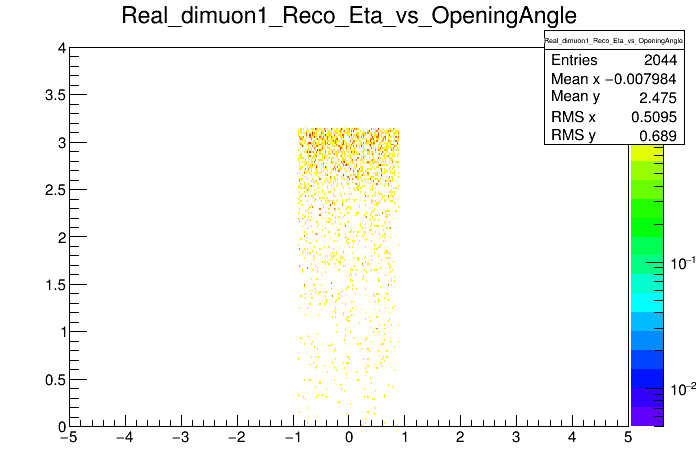 Real_dimuon1_Reco_Eta_vs_OpeningAngle
Real_dimuon1_Reco_Eta_vs_OpeningAngle
Entries 2044
Mean x −0.007984
Mean y 2.475
RMS x 0.5095
RMS y 0.689
4
3.5
3
2.5
2
1.5
1
0.5
0
−5 −4 −3 −2 −1 0 1 2 3 4 5
10−1
10−2